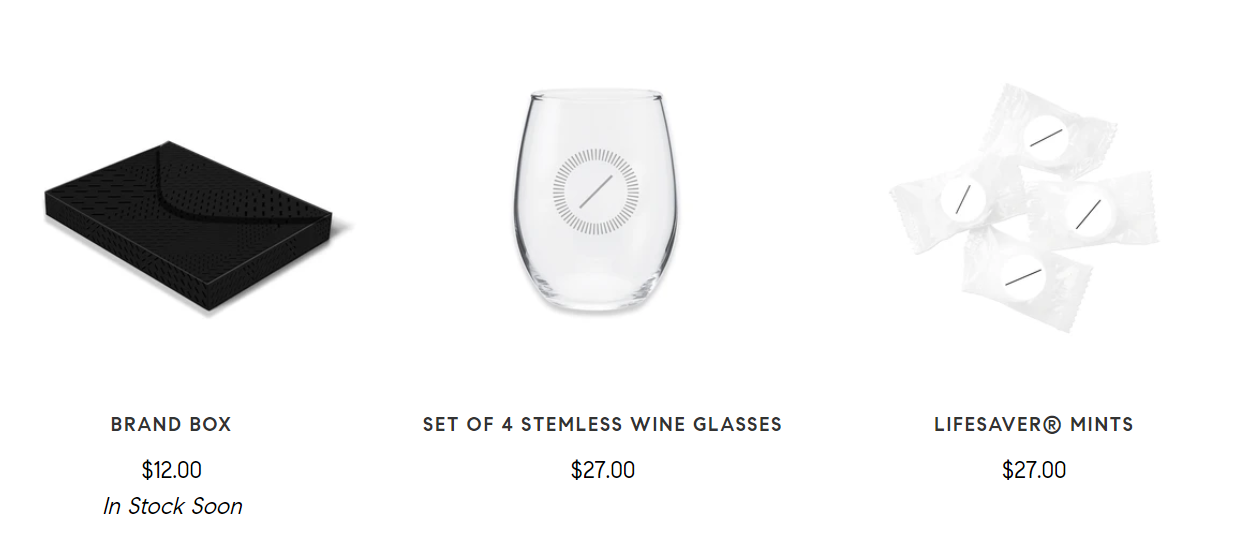 BRAND BOX
$12.00
In Stock Soon
SET OF 4 STEMLESS WINE GLASSES
$27.00
LIFESAVER® MINTS
$27.00